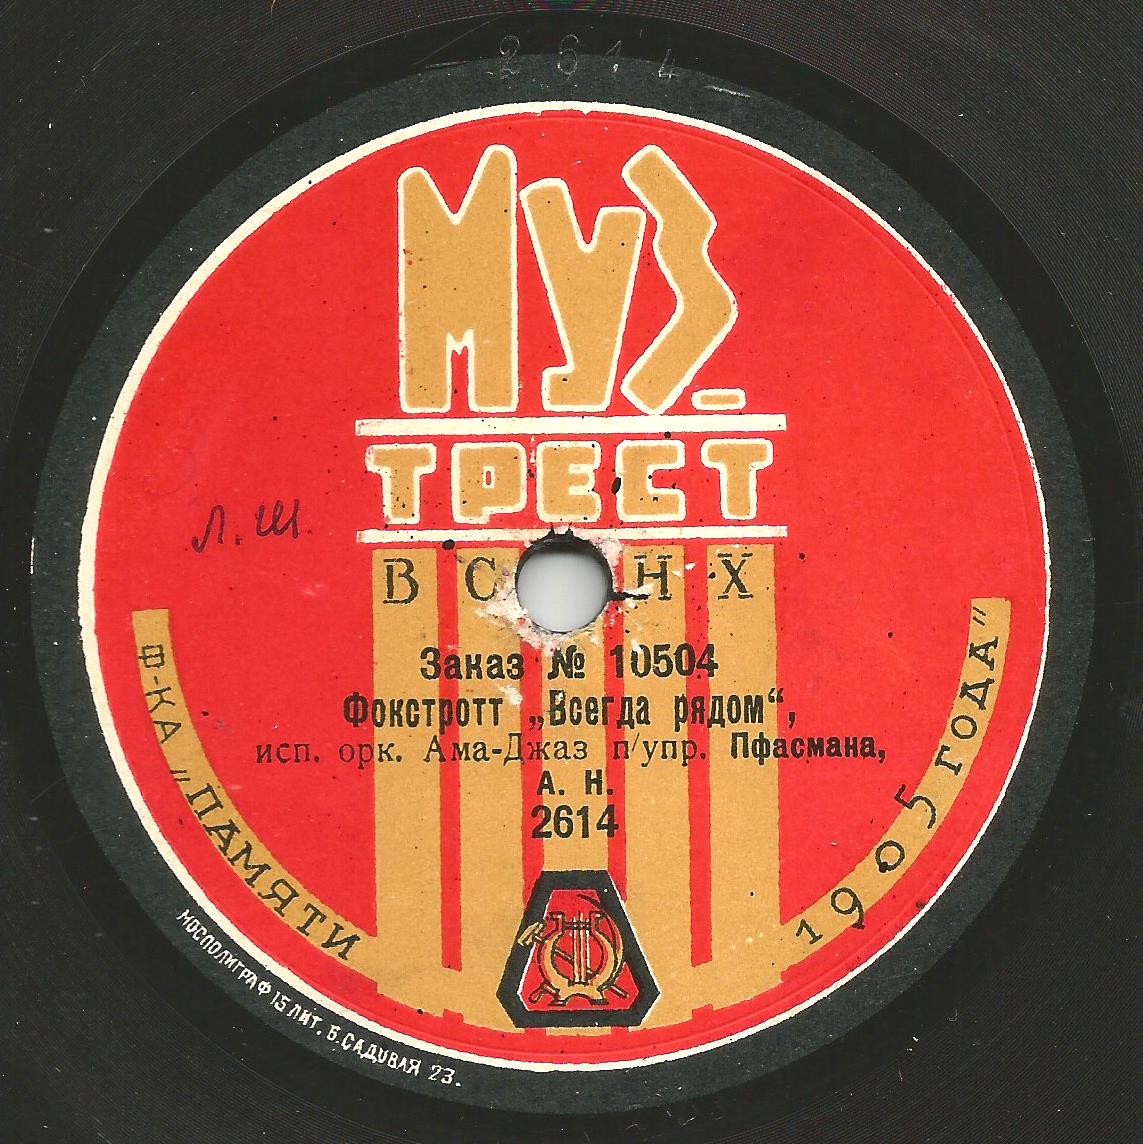 2614
МУЗ-
ТРЕСТ
Л.Ш.
В С Н Х
Заказ № 10504
Фокстротт „Всегда рядом“,
исп. орк. Ама-Джаз п/упр. Пфасмана,
А. Н.
2614
Ф-КА „ПАМЯТИ 1905 ГОДА”
МОСПОЛИГРАФ 15 ЛИТ. Б. САДОВАЯ 23.